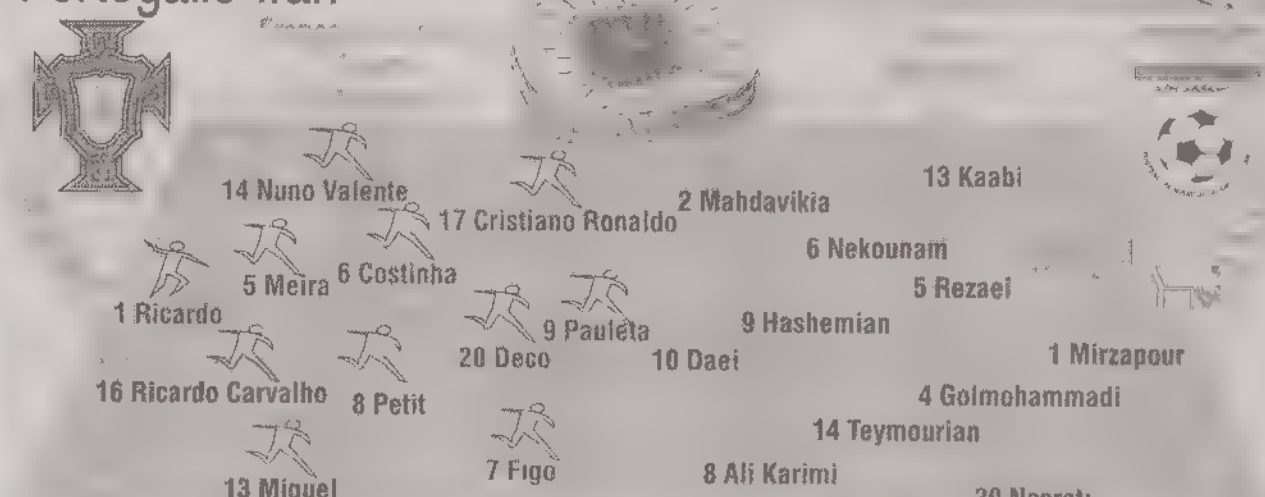 14 Nuno Valente
17 Cristiano Ronaldo
2 Mahdavikia
13 Kaabi
5 Meira
6 Costinha
6 Nekounam
5 Rezaei
1 Ricardo
9 Pauleta
9 Hashemian
20 Deco
10 Daei
1 Mirzapour
16 Ricardo Carvalho
8 Petit
4 Golmohammadi
14 Teymourian
7 Figo
8 Ali Karimi
13 Miguel